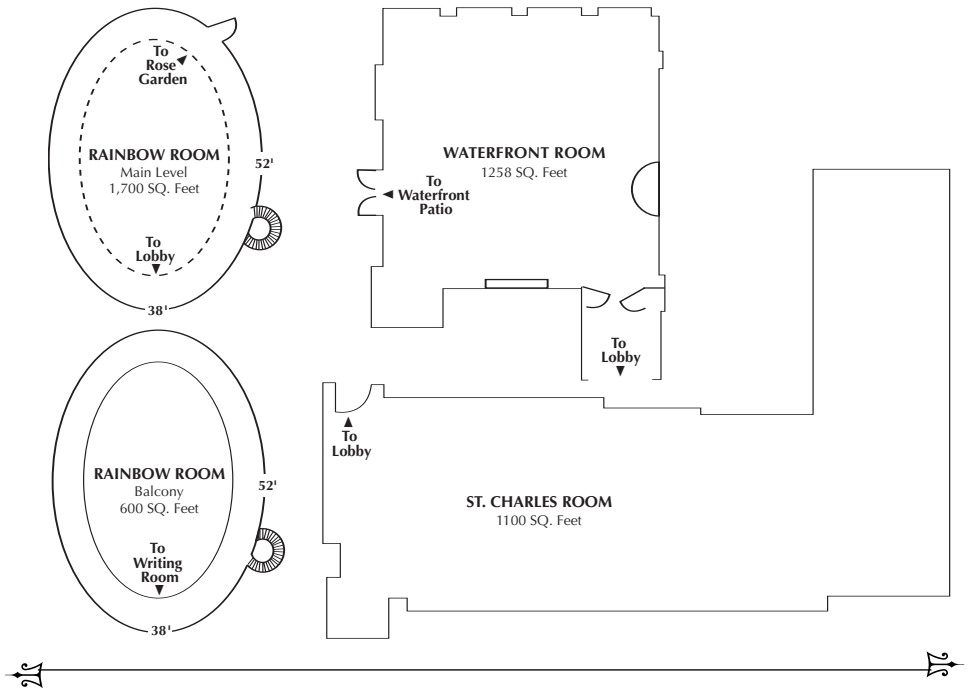 To
Rose
Garden
RAINBOW ROOM
Main Level
1,700 SQ. Feet
52'
To
Lobby
38'
WATERFRONT ROOM
1258 SQ. Feet
To
Waterfront
Patio
To
Lobby
RAINBOW ROOM
Balcony
600 SQ. Feet
52'
To
Writing
Room
38'
To
Lobby
ST. CHARLES ROOM
1100 SQ. Feet